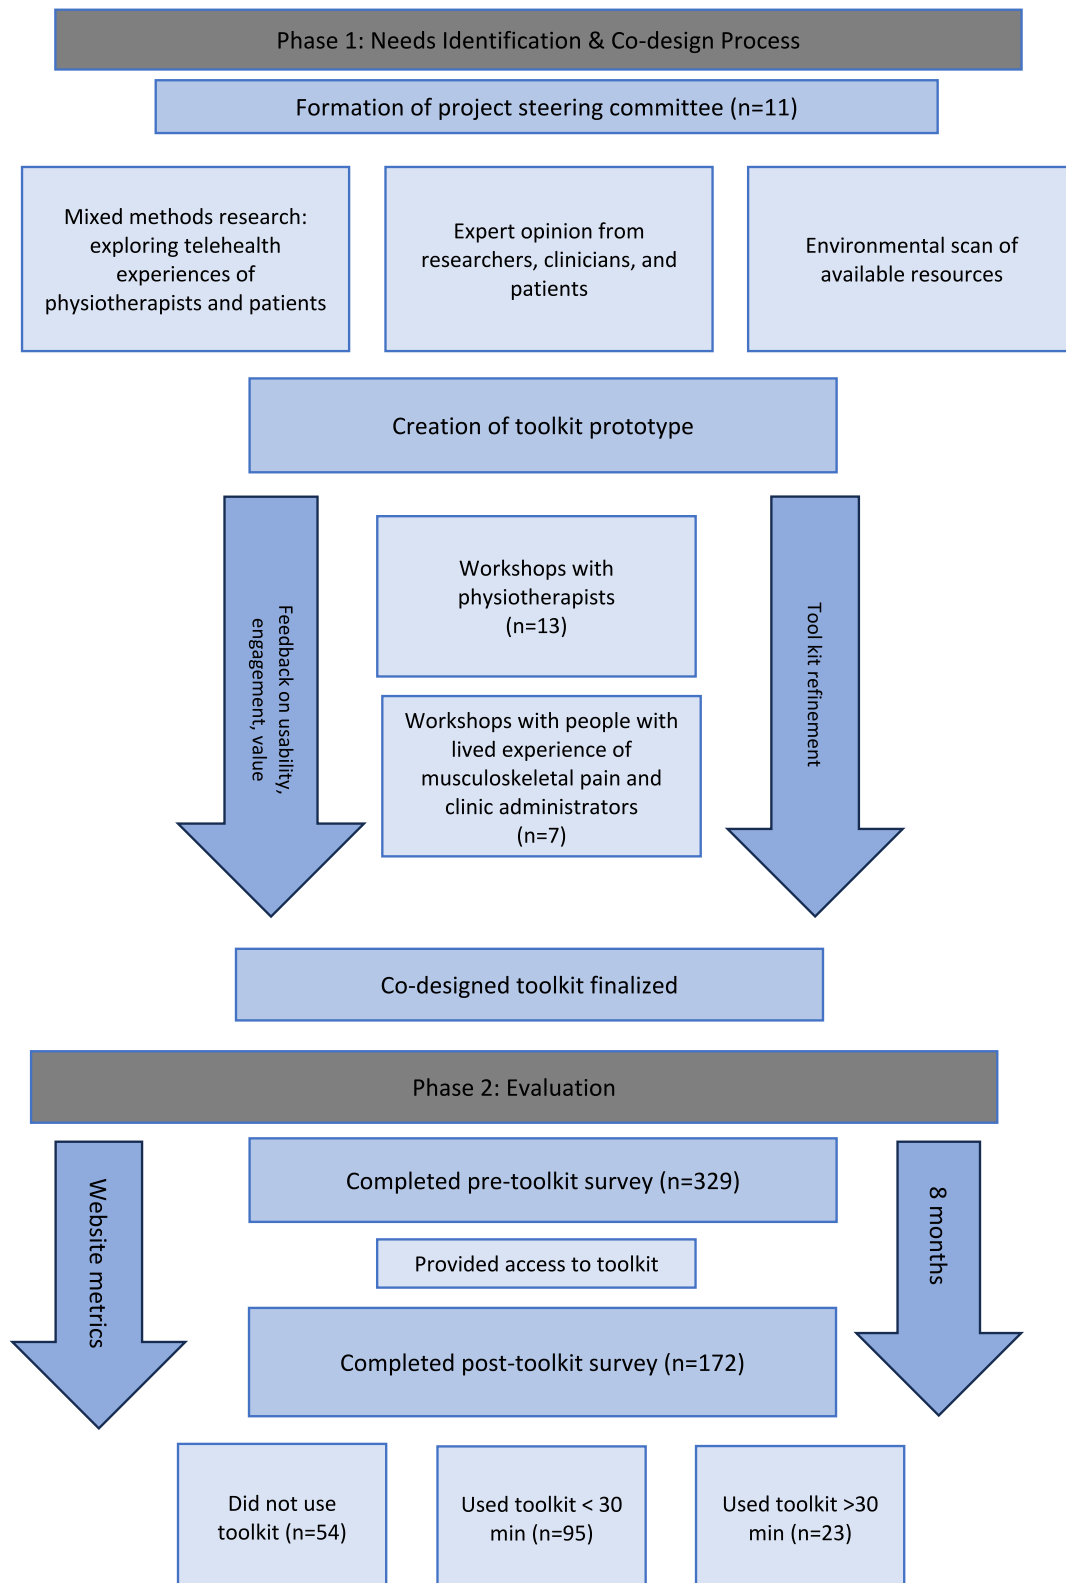 Phase 1: Needs Identification & Co-design Process
Formation of project steering committee (n=11)
Mixed methods research:
exploring telehealth
experiences of
physiotherapists and patients
Expert opinion from
researchers, clinicians, and
patients
Environmental scan of
available resources
Creation of toolkit prototype
Feedback on usability,
engagement, value
Workshops with
physiotherapists
(n=13)
Workshops with people with
lived experience of
musculoskeletal pain and
clinic administrators
(n=7)
Tool kit refinement
Co-designed toolkit finalized
Phase 2: Evaluation
Website metrics
Completed pre-toolkit survey (n=329)
Provided access to toolkit
Completed post-toolkit survey (n=172)
8 months
Did not use
toolkit (n=54)
Used toolkit < 30
min (n=95)
Used toolkit >30
min (n=23)